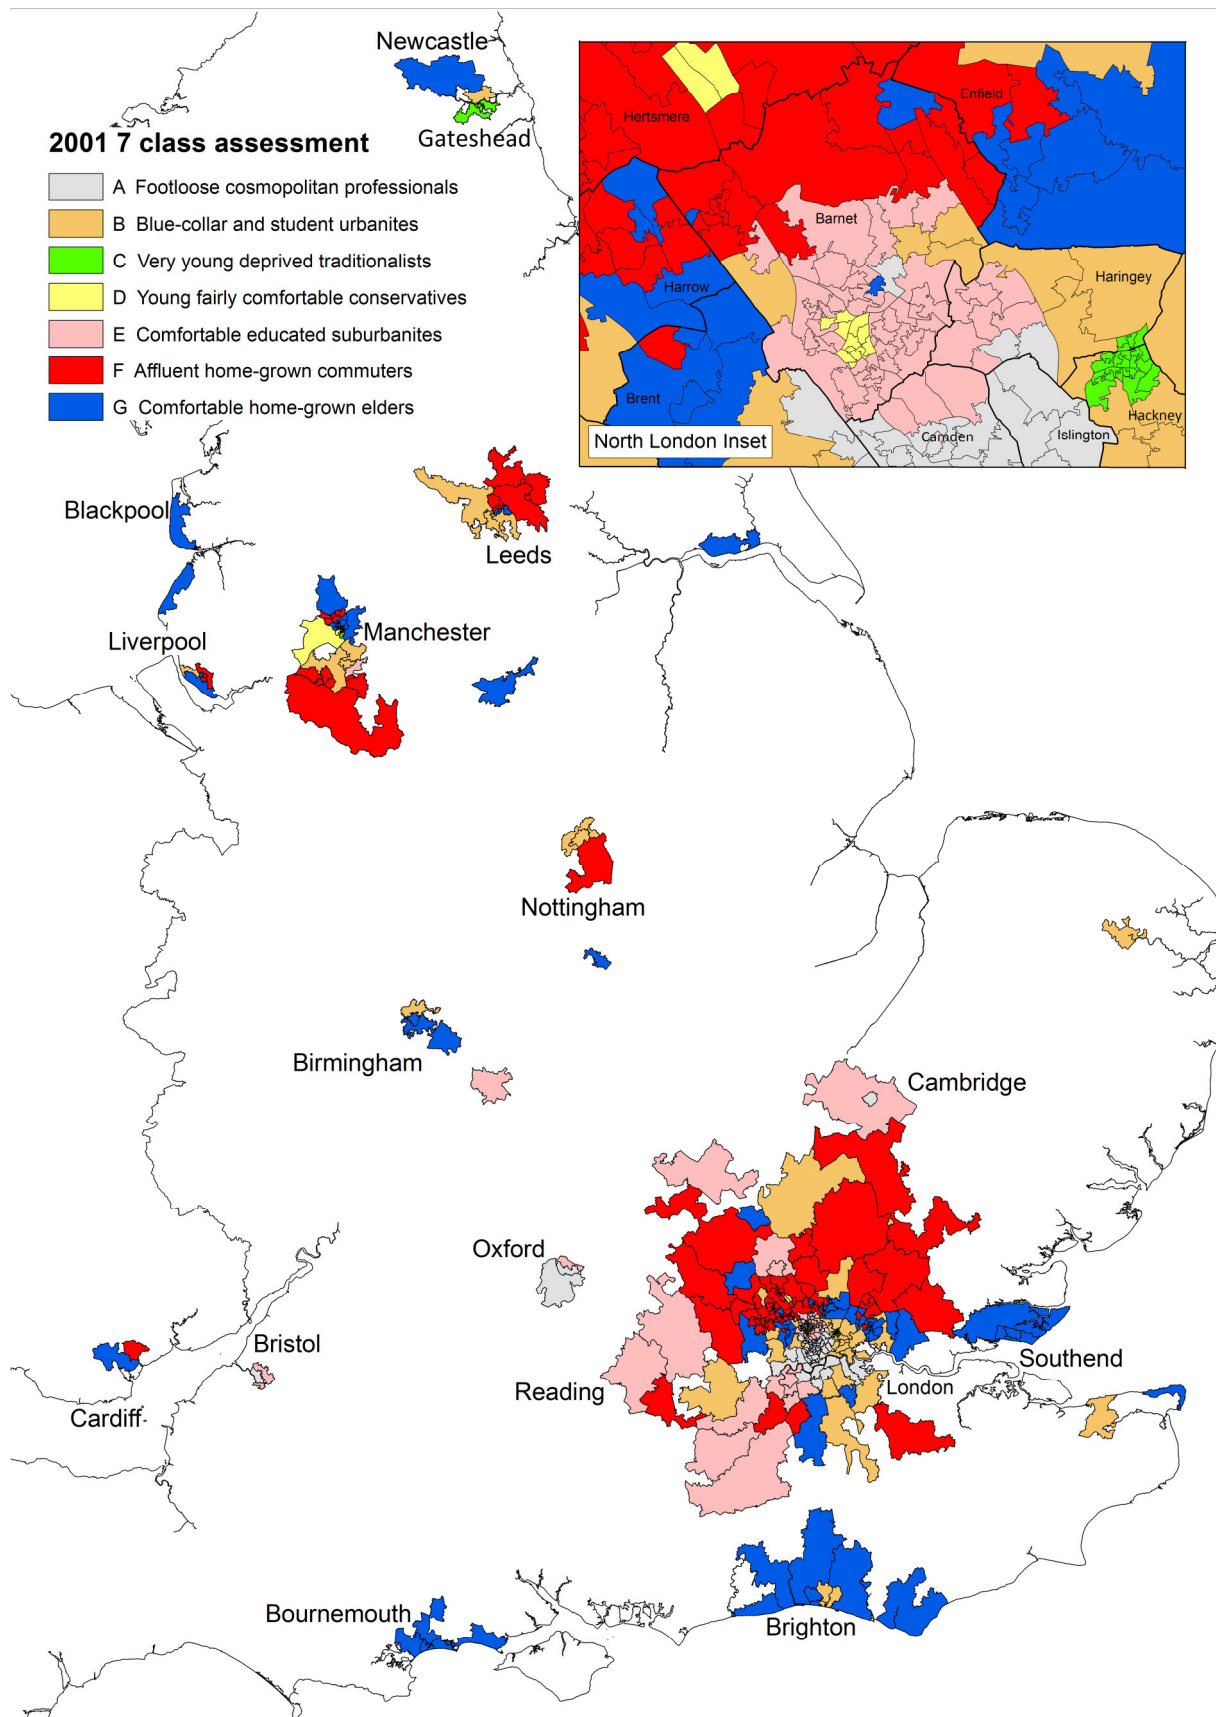 Newcastle
Gateshead
2001 7 class assessment
A Footloose cosmopolitan professionals
B Blue-collar and student urbanites
C Very young deprived traditionalists
D Young fairly comfortable conservatives
E Comfortable educated suburbanites
F Affluent home-grown commuters
G Comfortable home-grown elders
Hertsmere
Enfield
Barnet
Haringey
Harrow
Brent
Hackney
Camden
Islington
North London Inset
Blackpool
Leeds
Liverpool
Manchester
Nottingham
Birmingham
Cambridge
Oxford
Bristol
Cardiff
Reading
London
Southend
Bournemouth
Brighton